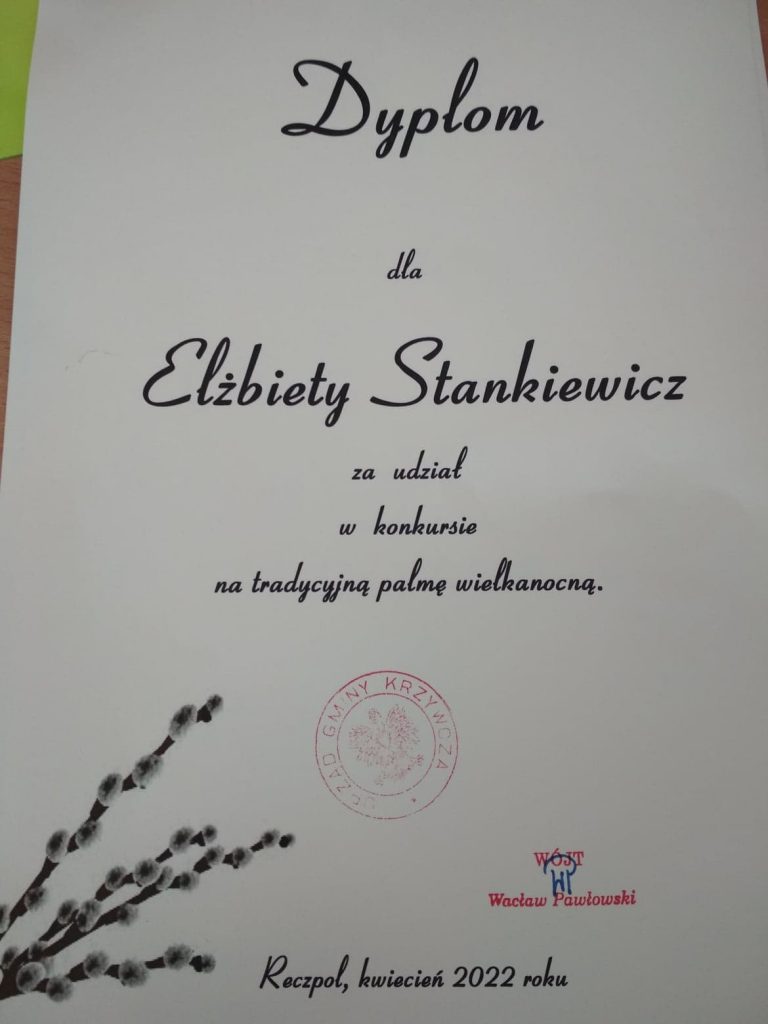 Dyplom
dla
Elżbiety Stankiewicz
za udział
w konkursie
na tradycyjną palmę wielkanocną.
URZĄD GMINY KRZYWCZA *
WÓJT
Wacław Pawłowski
Reczpol, kwiecień 2022 roku